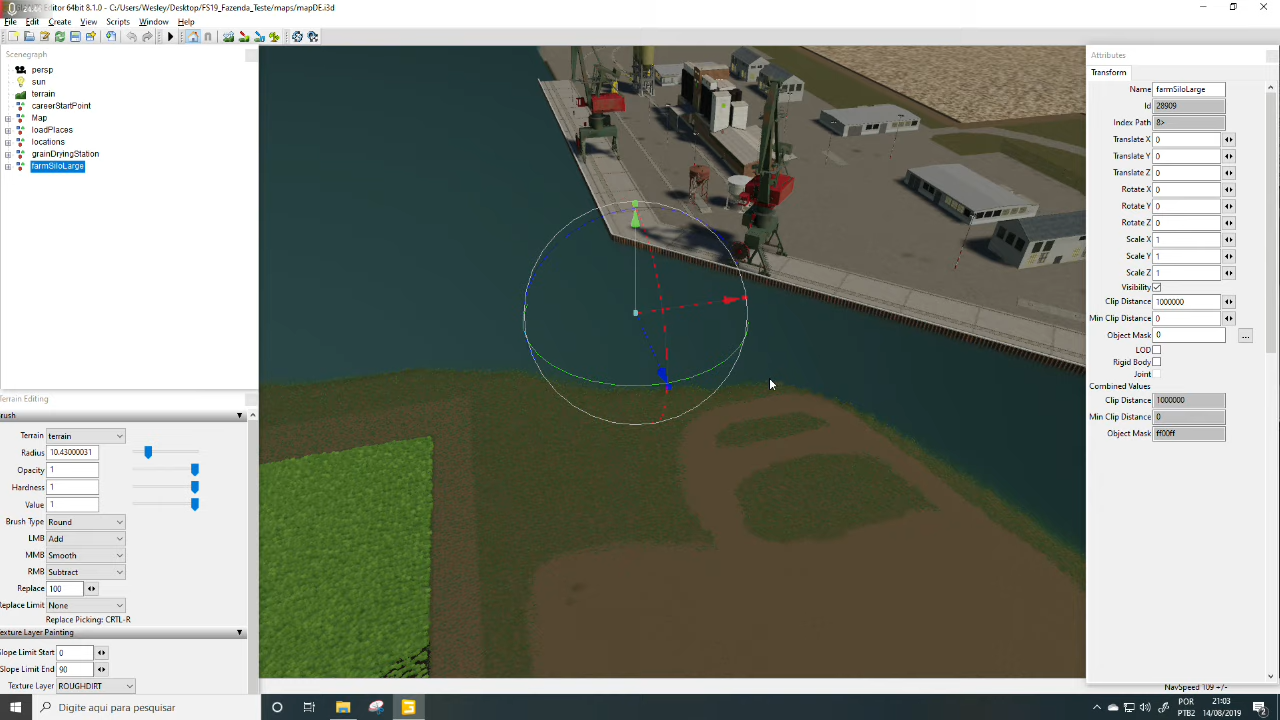 64bit 8.1.0 - C:/Users/Wesley/Desktop/FS19_Fazenda_Teste/maps/mapDE.i3d
File Edit Create View Scripts Window Help
Scenegraph
persp
sun
terrain
careerStartPoint
Map
loadPlaces
locations
grainDryingStation
farmSiloLarge
Terrain Editing
rush
Terrain terrain
Radius 10.43000031
Opacity 1
Hardness 1
Value 1
Brush Type Round
LMB Add
MMB Smooth
RMB Subtract
Replace 100
Replace Limit None
Replace Picking: CRTL-R
exture Layer Painting
Slope Limit Start 0
Slope Limit End 90
Texture Layer ROUGHDIRT
Attributes
Transform
Name farmSiloLarge
Id 28909
Index Path 8>
Translate X 0
Translate Y 0
Translate Z 0
Rotate X 0
Rotate Y 0
Rotate Z 0
Scale X 1
Scale Y 1
Scale Z 1
Visibility
Clip Distance 1000000
Min Clip Distance 0
Object Mask 0
...
LOD
Rigid Body
Joint
Combined Values
Clip Distance 1000000
Min Clip Distance 0
Object Mask ff00ff
NavSpeed 109 +/-
Digite aqui para pesquisar
POR
PTB2
21:03
14/08/2019
2